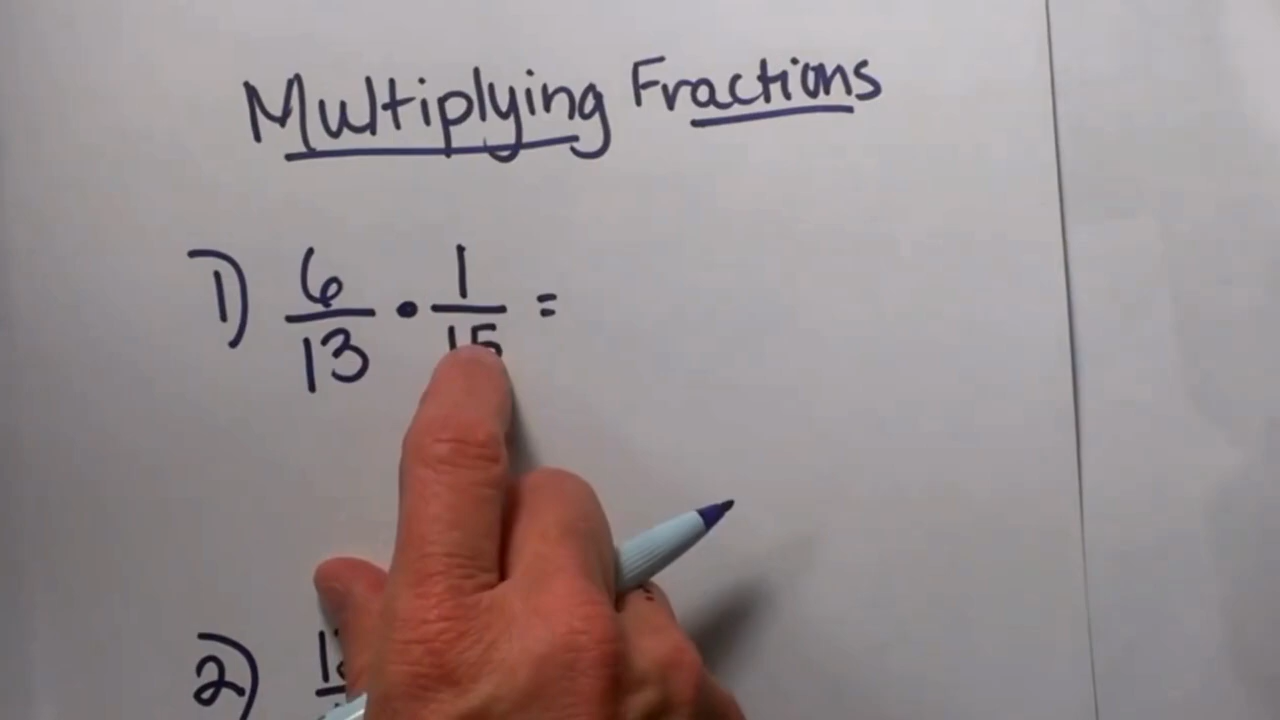 Multiplying Fractions
1) 6/13 • 1/15 =
2)